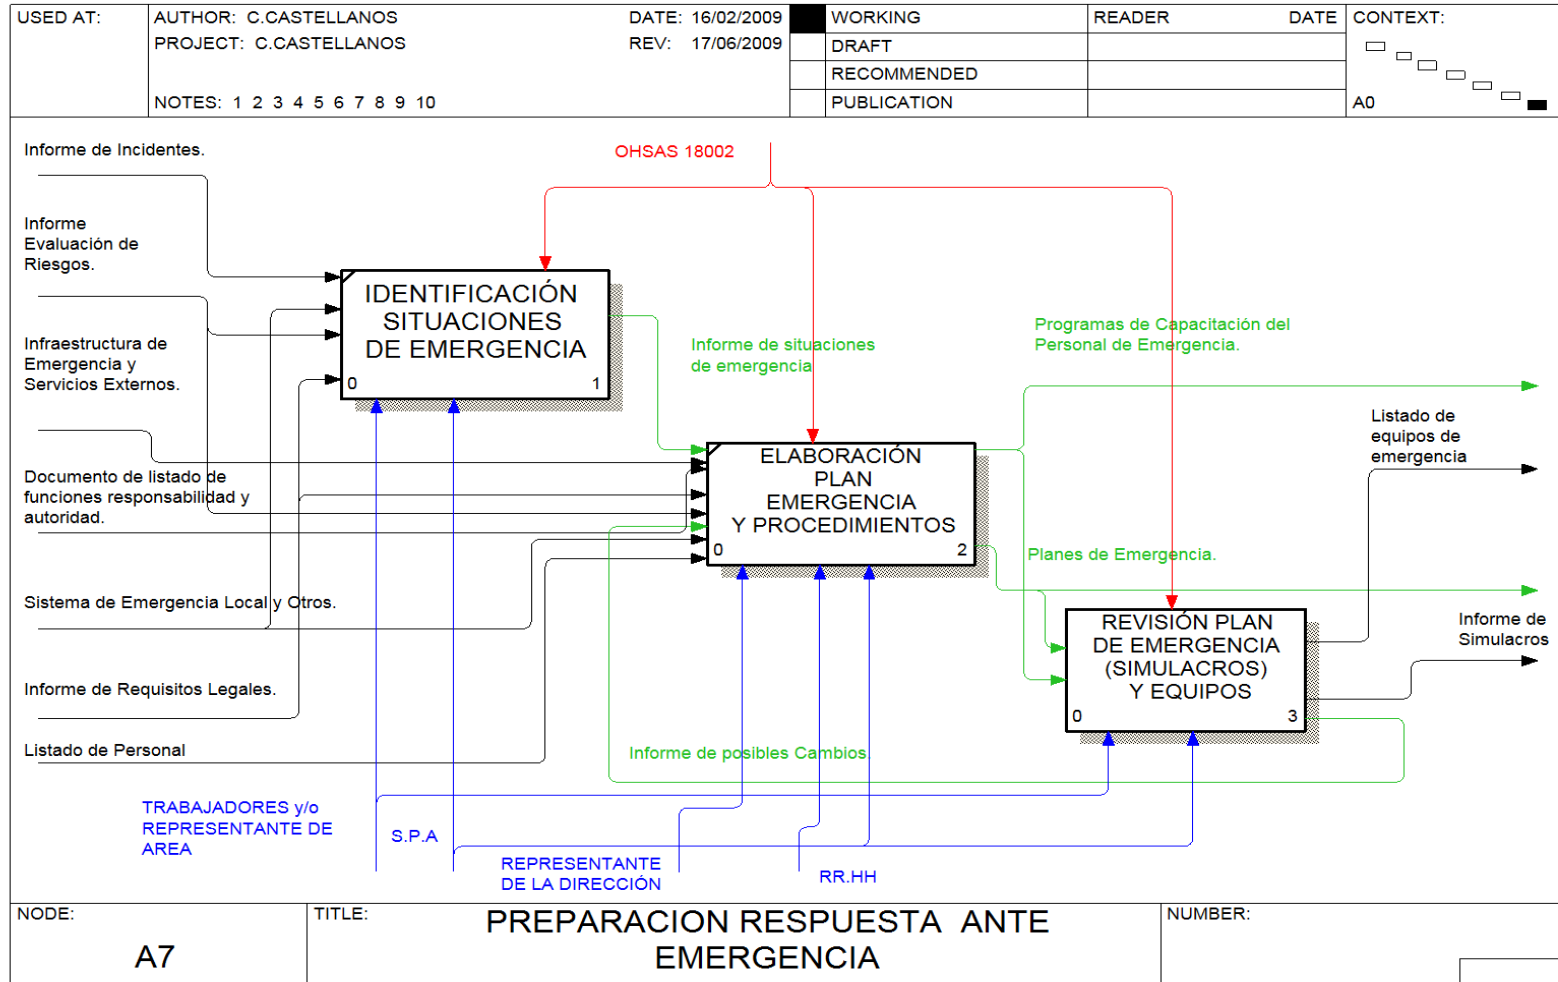 USED AT:
AUTHOR: C.CASTELLANOS
DATE: 16/02/2009
PROJECT: C.CASTELLANOS
REV: 17/06/2009
NOTES: 1 2 3 4 5 6 7 8 9 10
WORKING
DRAFT
RECOMMENDED
PUBLICATION
READER
DATE
CONTEXT:
A0
Informe de Incidentes.
OHSAS 18002
Informe
Evaluación de
Riesgos.
IDENTIFICACIÓN
SITUACIONES
DE EMERGENCIA
0
1
Infraestructura de
Emergencia y
Servicios Externos.
Informe de situaciones
de emergencia
Programas de Capacitación del
Personal de Emergencia.
Listado de
equipos de
emergencia
Documento de listado de
funciones responsabilidad y
autoridad.
ELABORACIÓN
PLAN
EMERGENCIA
Y PROCEDIMIENTOS
0
2
Planes de Emergencia.
Sistema de Emergencia Local y Otros.
REVISIÓN PLAN
DE EMERGENCIA
(SIMULACROS)
Y EQUIPOS
0
3
Informe de
Simulacros
Informe de Requisitos Legales.
Listado de Personal
Informe de posibles Cambios.
TRABAJADORES y/o
REPRESENTANTE DE
AREA
S.P.A
REPRESENTANTE
DE LA DIRECCIÓN
RR.HH
NODE:
A7
TITLE:
PREPARACION RESPUESTA ANTE
EMERGENCIA
NUMBER: